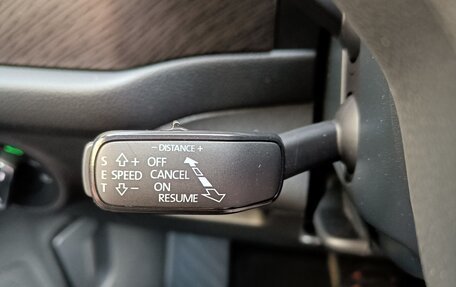 − DISTANCE +
S ⇧+ OFF
E SPEED CANCEL
T ⇩− ON
RESUME